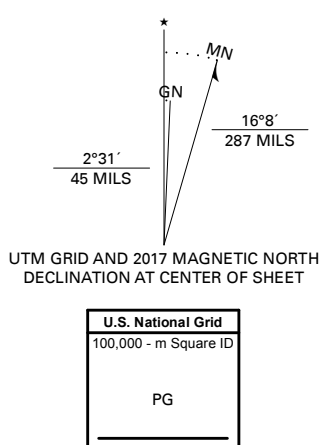 ★
MN
GN
16°8´
287 MILS
2°31´
45 MILS
UTM GRID AND 2017 MAGNETIC NORTH
DECLINATION AT CENTER OF SHEET
U.S. National Grid
100,000 - m Square ID
PG